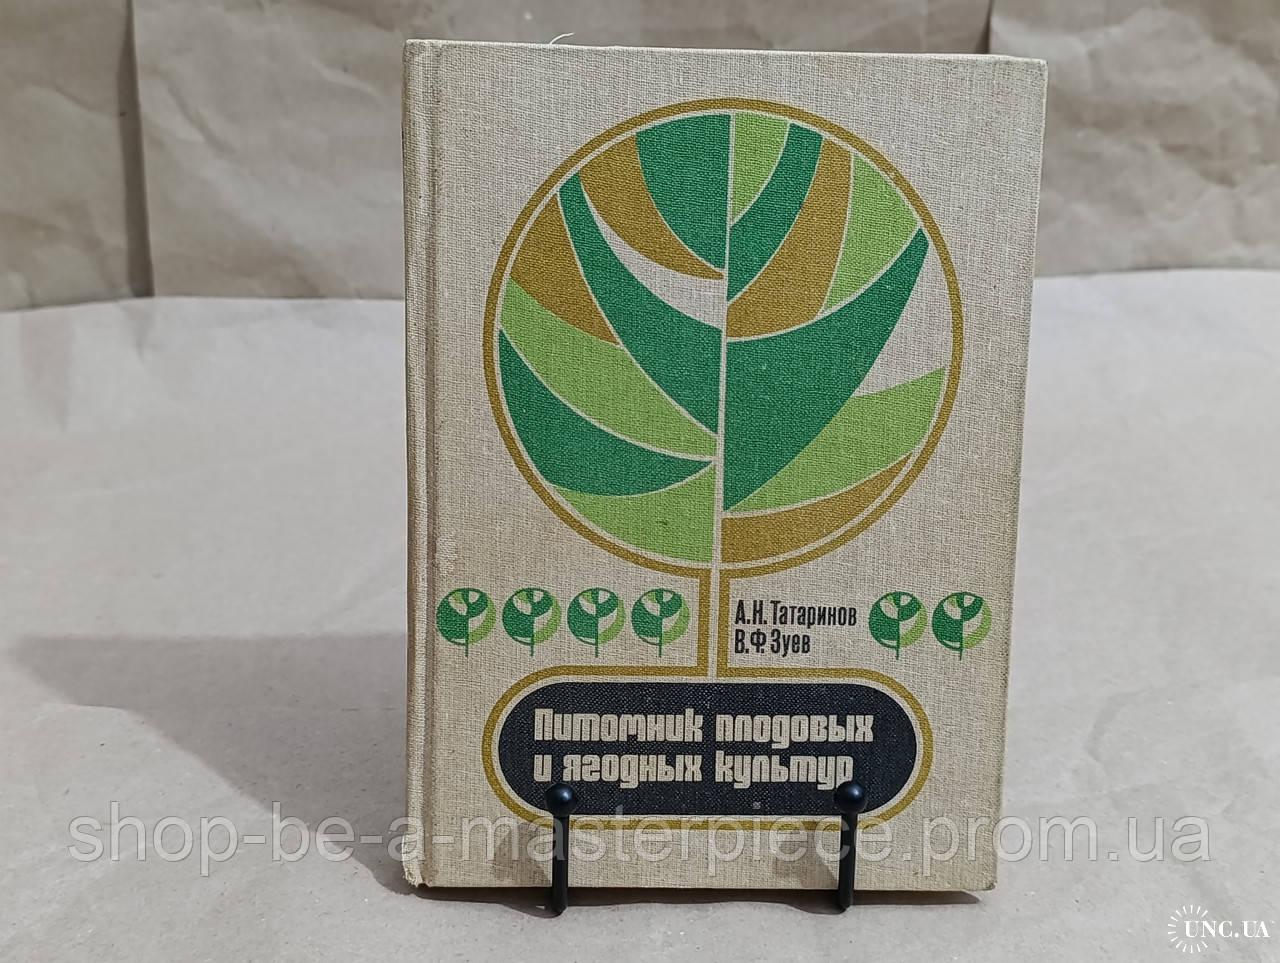 А.Н. Татаринов
В.Ф. Зуев
Питомник плодовых
и ягодных культур
shop-be-a-masterpiece.prom.ua
UNC.UA